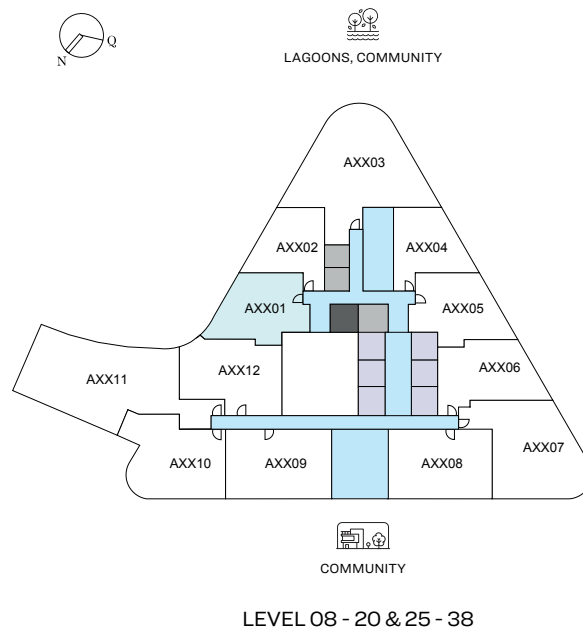 N
Q
LAGOONS, COMMUNITY
AXX03
AXX02
AXX04
AXX01
AXX05
AXX06
AXX12
AXX11
AXX07
AXX10
AXX09
AXX08
COMMUNITY
LEVEL 08 - 20 & 25 - 38